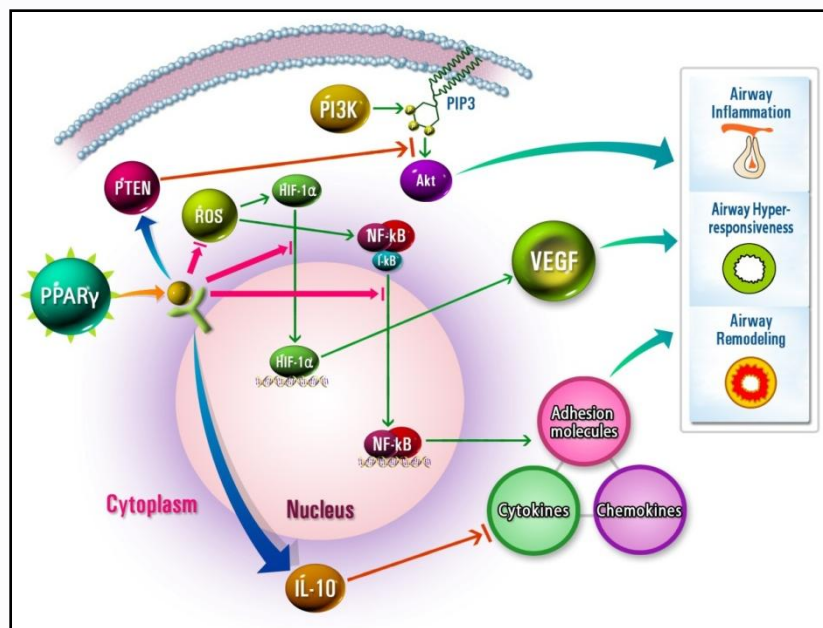 PI3K
PIP3
Akt
PTEN
ROS
HIF-1α
NF-kB
I-kB
PPARγ
VEGF
HIF-1α
NF-kB
Cytoplasm
Nucleus
IL-10
Adhesion
molecules
Cytokines
Chemokines
Airway
Inflammation
Airway Hyper-
responsiveness
Airway
Remodeling